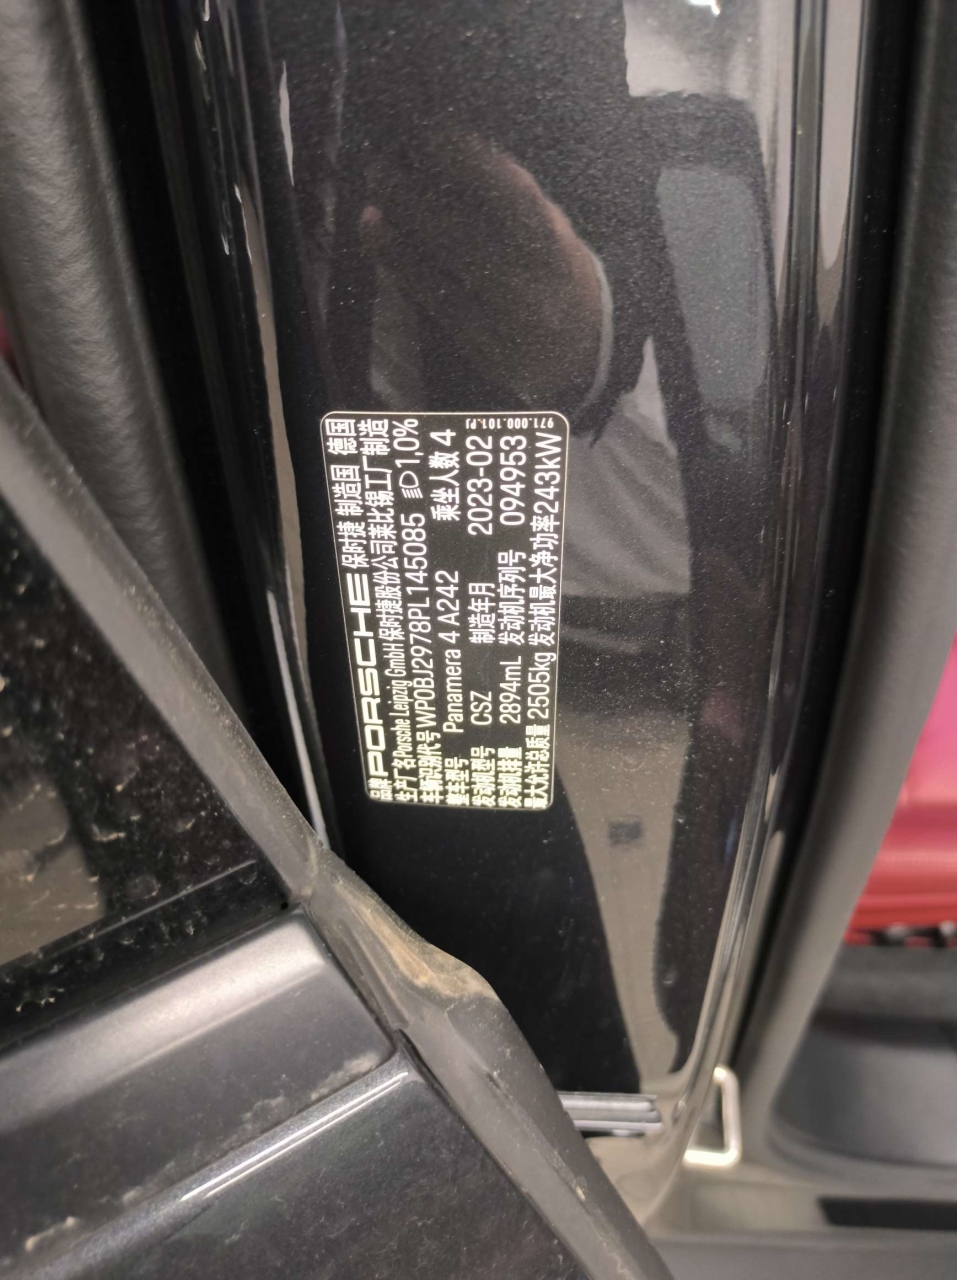 品牌 PORSCHE 保时捷 制造国 德国
生产厂名 Porsche Leipzig GmbH 保时捷股份公司莱比锡工厂制造
车辆识别代号 WP0BJ2978PL145085 1,0%
整车型号 Panamera 4 A242 乘坐人数 4
发动机型号 CSZ 制造年月 2023-02
发动机排量 2894mL 发动机序列号 094953
最大允许总质量 2505kg 发动机最大净功率 243kW
971.000.101.PJ